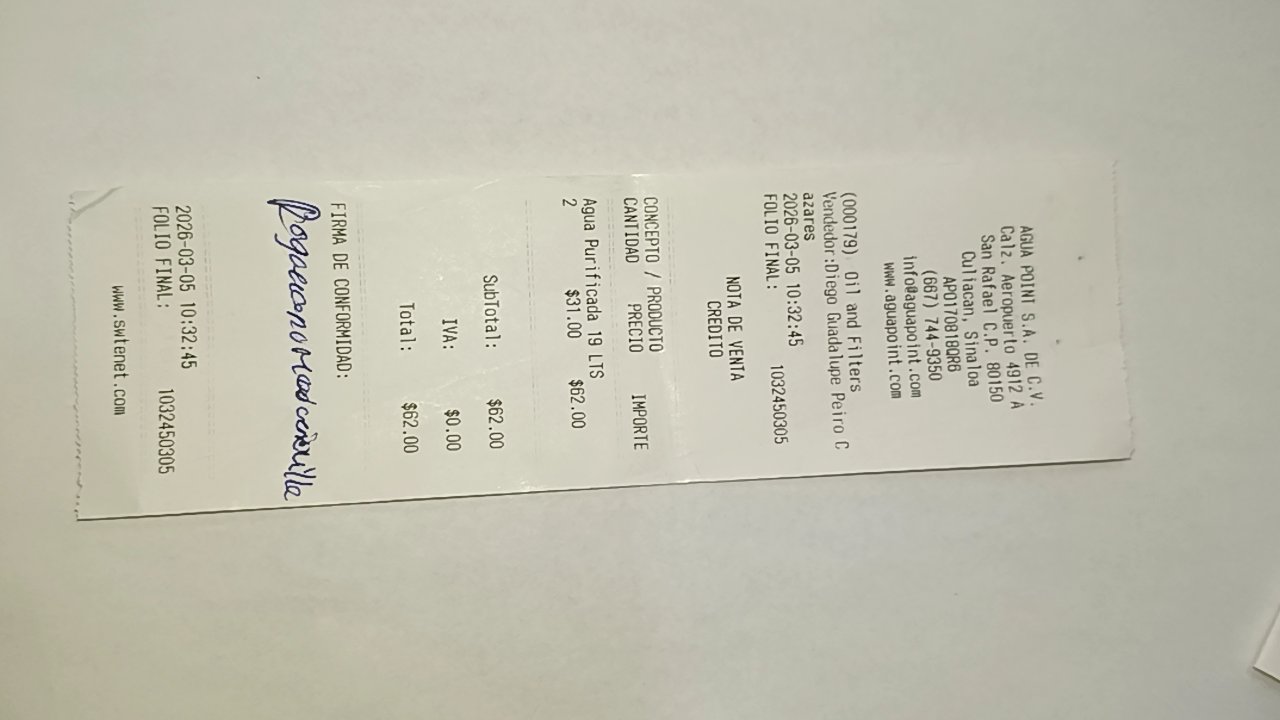 AGUA POINT S.A. DE C.V.
Calz. Aeropuerto 4912 A
San Rafael C.P. 80150
Culiacan, Sinaloa
APO170818QR6
(667) 744-9350
info@aguapoint.com
www.aguapoint.com
(000179) Oil and Filters
Vendedor:Diego Guadalupe Peiro C
azares
2026-03-05 10:32:45
FOLIO FINAL: 1032450305
NOTA DE VENTA
CREDITO
CONCEPTO / PRODUCTO
CANTIDAD PRECIO IMPORTE
Agua Purificada 19 LTS
2 $31.00 $62.00
SubTotal: $62.00
IVA: $0.00
Total: $62.00
FIRMA DE CONFORMIDAD:
2026-03-05 10:32:45
FOLIO FINAL: 1032450305
www.swtenet.com